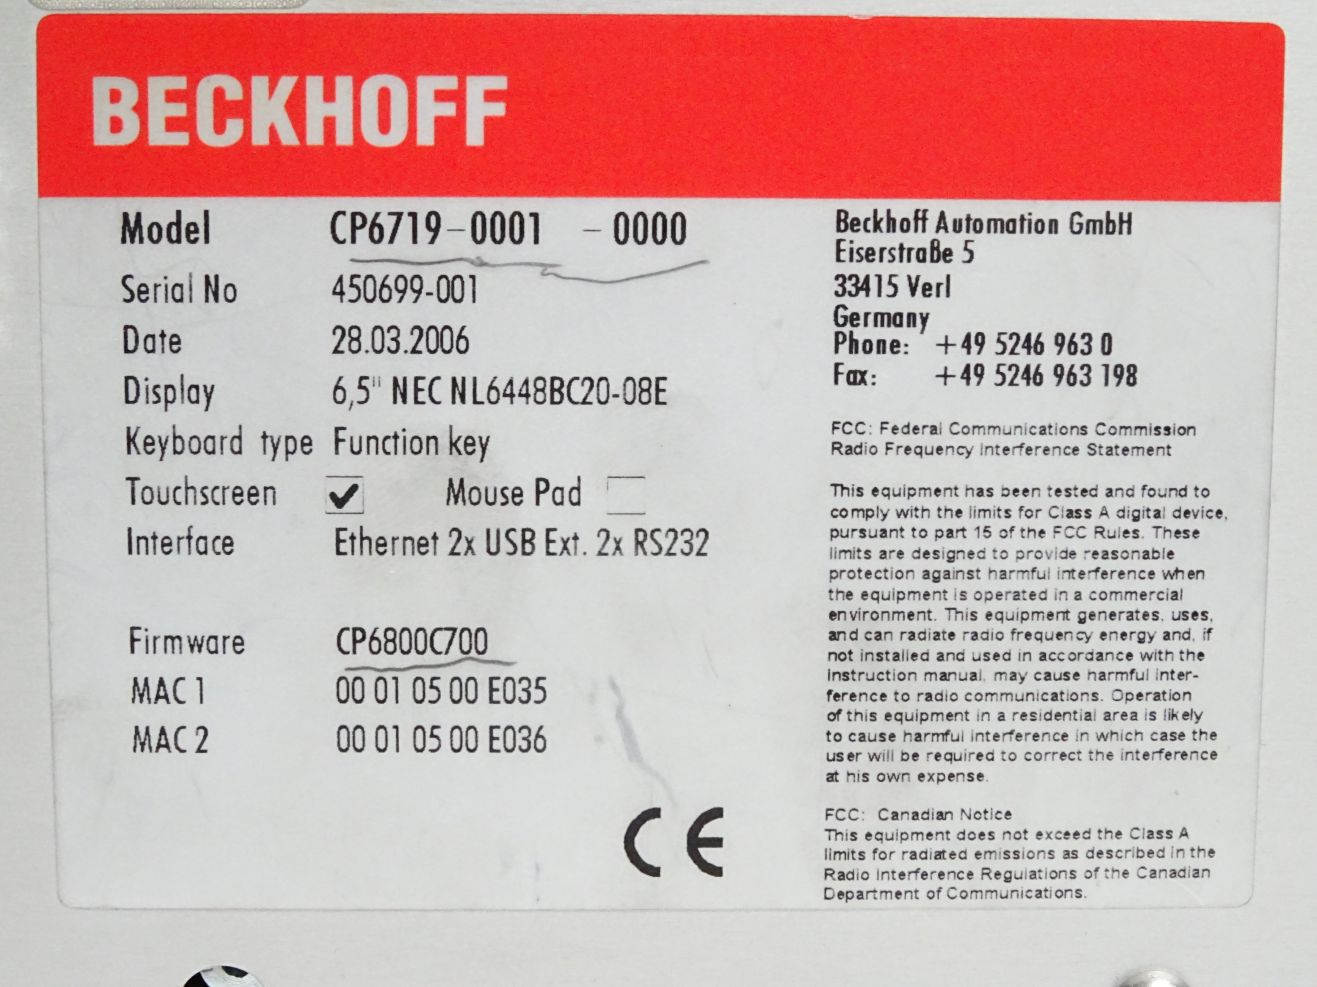 BECKHOFF
Model CP6719-0001 -0000
Serial No 450699-001
Date 28.03.2006
Display 6,5" NEC NL6448BC20-08E
Keyboard type Function key
Touchscreen ✔ Mouse Pad
Interface Ethernet 2x USB Ext. 2x RS232
Firmware CP6800C700
MAC 1 00 01 05 00 E035
MAC 2 00 01 05 00 E036
CE
Beckhoff Automation GmbH
Eiserstraße 5
33415 Verl
Germany
Phone: +49 5246 963 0
Fax: +49 5246 963 198
FCC: Federal Communications Commission
Radio Frequency Interference Statement
This equipment has been tested and found to
comply with the limits for Class A digital device,
pursuant to part 15 of the FCC Rules. These
limits are designed to provide reasonable
protection against harmful interference when
the equipment is operated in a commercial
environment. This equipment generates, uses,
and can radiate radio frequency energy and, if
not installed and used in accordance with the
Instruction manual, may cause harmful inter-
ference to radio communications. Operation
of this equipment in a residential area is likely
to cause harmful interference in which case the
user will be required to correct the interference
at his own expense.
FCC: Canadian Notice
This equipment does not exceed the Class A
limits for radiated emissions as described in the
Radio Interference Regulations of the Canadian
Department of Communications.